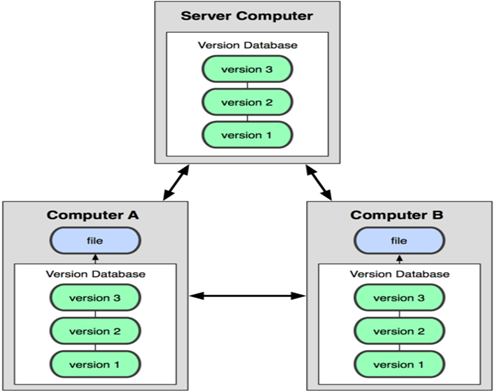 Server Computer
Version Database
version 3
version 2
version 1
Computer A
file
Version Database
version 3
version 2
version 1
Computer B
file
Version Database
version 3
version 2
version 1